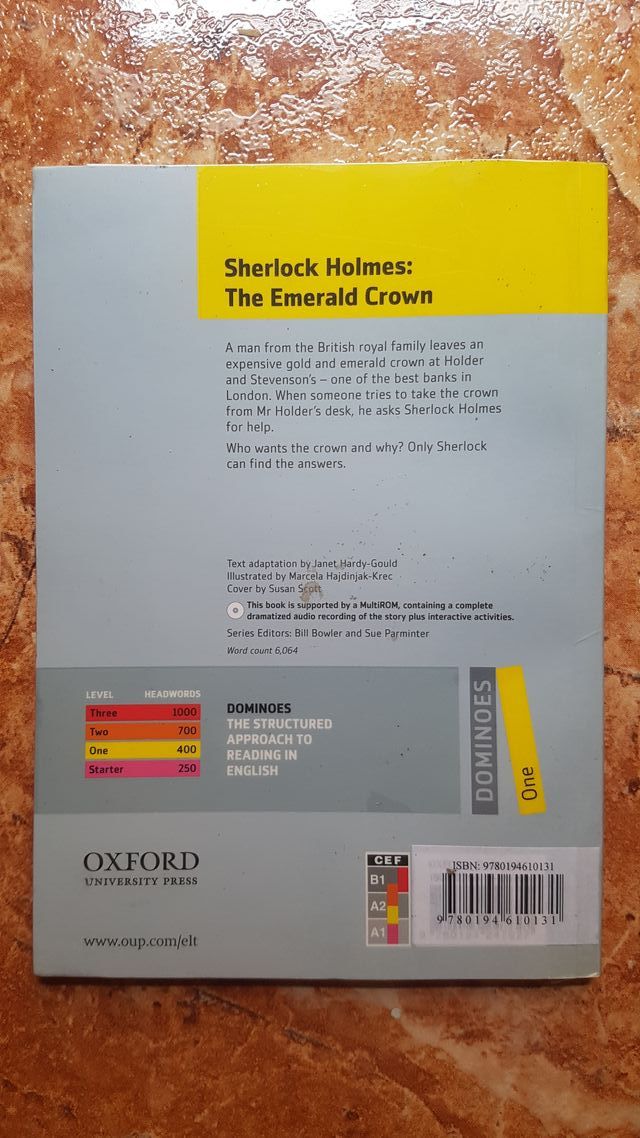 Sherlock Holmes:
The Emerald Crown
A man from the British royal family leaves an
expensive gold and emerald crown at Holder
and Stevenson's – one of the best banks in
London. When someone tries to take the crown
from Mr Holder's desk, he asks Sherlock Holmes
for help.
Who wants the crown and why? Only Sherlock
can find the answers.
Text adaptation by Janet Hardy-Gould
Illustrated by Marcela Hajdinjak-Krec
Cover by Susan Scott
This book is supported by a MultiROM, containing a complete
dramatized audio recording of the story plus interactive activities.
Series Editors: Bill Bowler and Sue Parminter
Word count 6,064
LEVEL HEADWORDS
Three 1000
Two 700
One 400
Starter 250
DOMINOES
THE STRUCTURED
APPROACH TO
READING IN
ENGLISH
DOMINOES
One
OXFORD
UNIVERSITY PRESS
www.oup.com/elt
CEF
B1
A2
A1
ISBN: 9780194610131
9 780194 610131